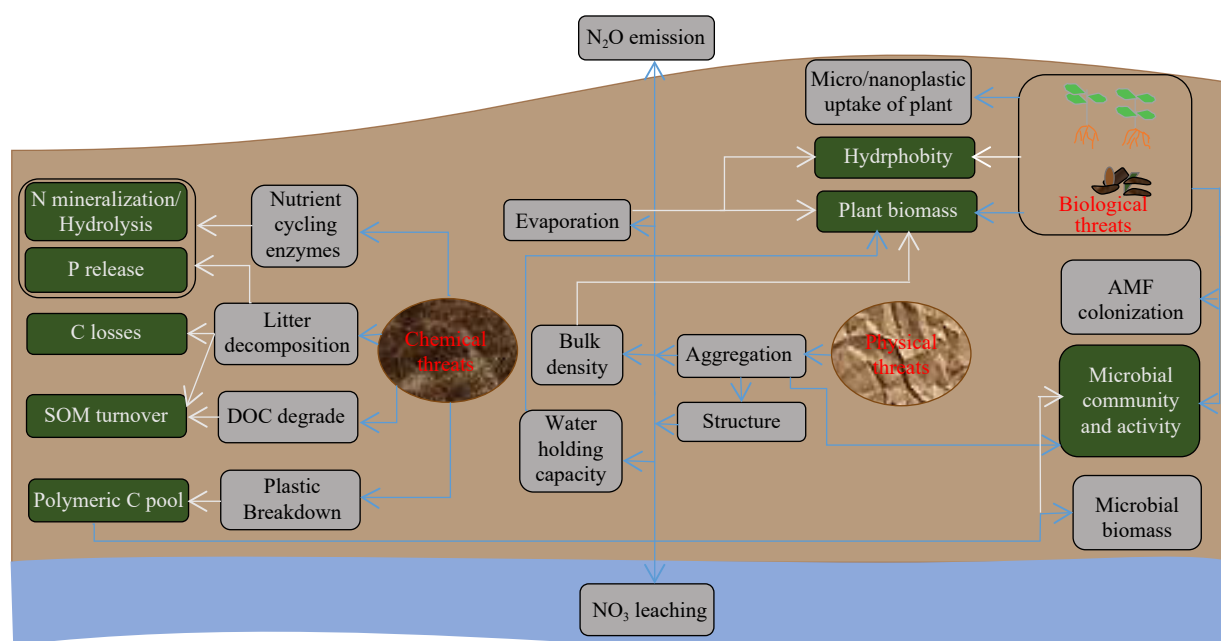 N₂O emission
Micro/nanoplastic
uptake of plant
Hydrphobity
Plant biomass
Biological
threats
N mineralization/
Hydrolysis
P release
Nutrient
cycling
enzymes
Evaporation
AMF
colonization
C losses
Litter
decomposition
Chemical
threats
Bulk
density
Aggregation
Physical
threats
Microbial
community
and activity
SOM turnover
DOC degrade
Structure
Water
holding
capacity
Polymeric C pool
Plastic
Breakdown
Microbial
biomass
NO₃ leaching